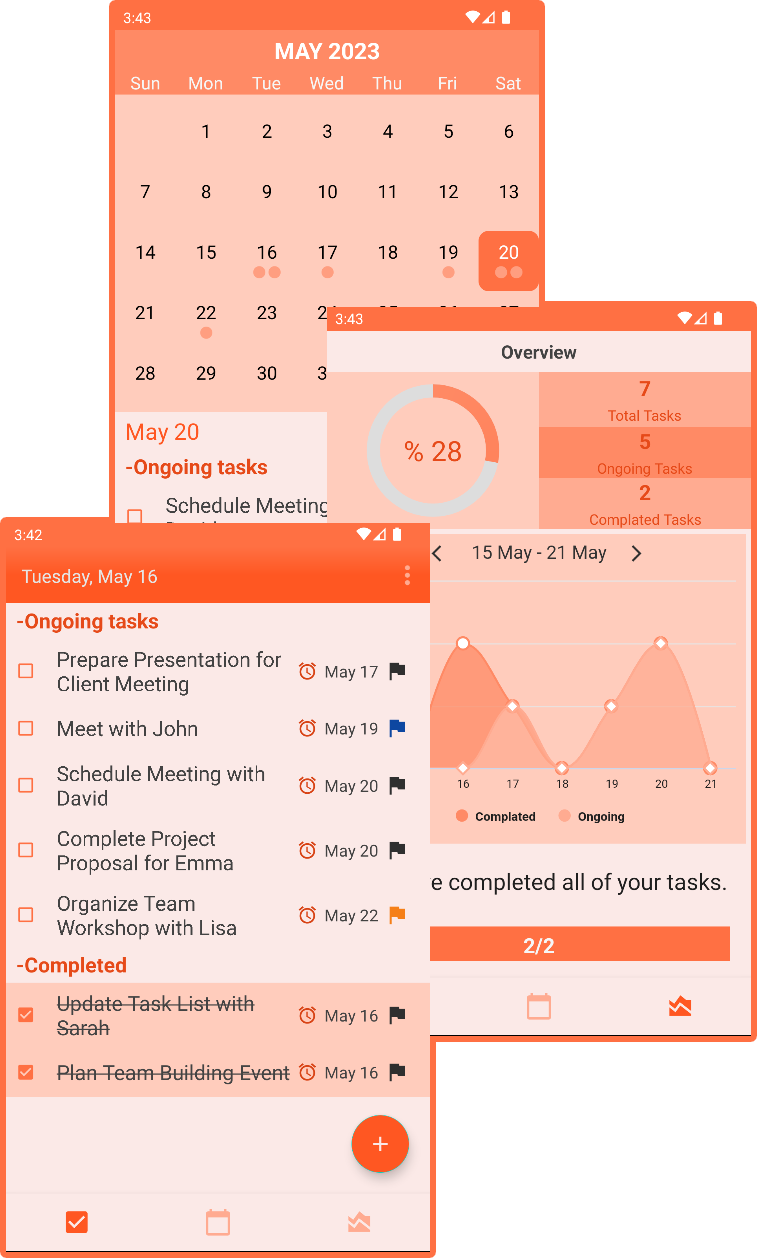 3:43
MAY 2023
Sun Mon Tue Wed Thu Fri Sat
1 2 3 4 5 6
7 8 9 10 11 12 13
14 15 16 17 18 19 20
21 22 23
28 29 30
May 20
-Ongoing tasks
Schedule Meeting
3:43
Overview
% 28
7
Total Tasks
5
Ongoing Tasks
2
Complated Tasks
15 May - 21 May
16 17 18 19 20 21
Complated Ongoing
e completed all of your tasks.
2/2
3:42
Tuesday, May 16
-Ongoing tasks
Prepare Presentation for
Client Meeting
May 17
Meet with John May 19
Schedule Meeting with
David
May 20
Complete Project
Proposal for Emma
May 20
Organize Team
Workshop with Lisa
May 22
-Completed
Update Task List with
Sarah
May 16
Plan Team Building Event May 16
+